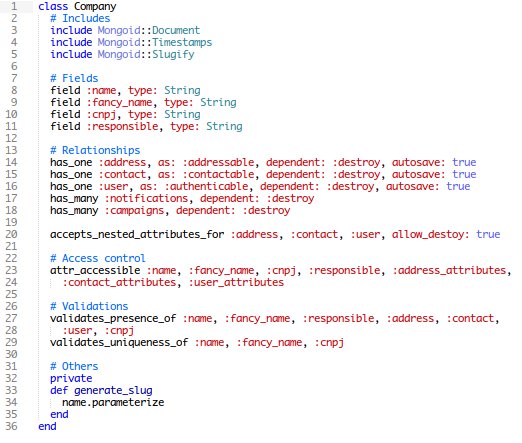 1 class Company
2   # Includes
3   include Mongoid::Document
4   include Mongoid::Timestamps
5   include Mongoid::Slugify
6
7   # Fields
8   field :name, type: String
9   field :fancy_name, type: String
10   field :cnpj, type: String
11   field :responsible, type: String
12
13   # Relationships
14   has_one :address, as: :addressable, dependent: :destroy, autosave: true
15   has_one :contact, as: :contactable, dependent: :destroy, autosave: true
16   has_one :user, as: :authenticable, dependent: :destroy, autosave: true
17   has_many :notifications, dependent: :destroy
18   has_many :campaigns, dependent: :destroy
19
20   accepts_nested_attributes_for :address, :contact, :user, allow_destoy: true
21
22   # Access control
23   attr_accessible :name, :fancy_name, :cnpj, :responsible, :address_attributes,
24     :contact_attributes, :user_attributes
25
26   # Validations
27   validates_presence_of :name, :fancy_name, :responsible, :address, :contact,
28     :user, :cnpj
29   validates_uniqueness_of :name, :fancy_name, :cnpj
30
31   # Others
32   private
33   def generate_slug
34     name.parameterize
35   end
36 end